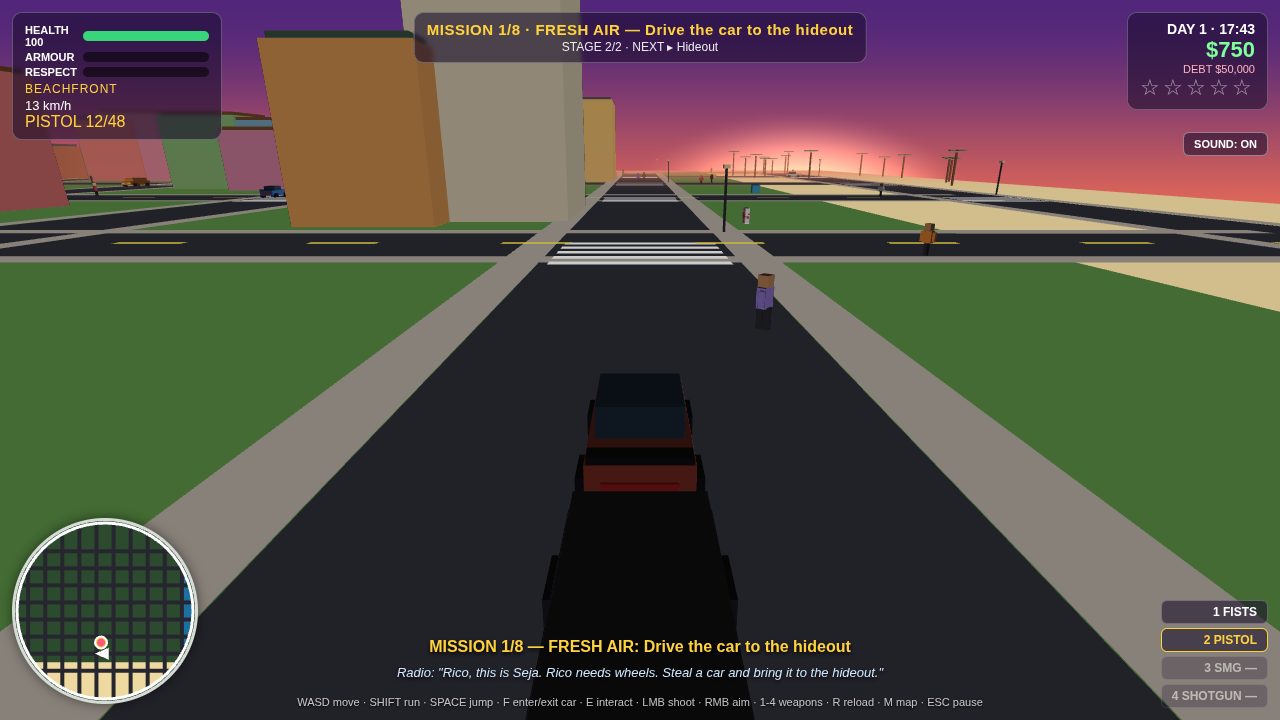 HEALTH
100
ARMOUR
RESPECT
BEACHFRONT
13 km/h
PISTOL 12/48
MISSION 1/8 · FRESH AIR — Drive the car to the hideout
STAGE 2/2 · NEXT ▸ Hideout
DAY 1 · 17:43
$750
DEBT $50,000
☆☆☆☆☆
SOUND: ON
1 FISTS
2 PISTOL
3 SMG —
4 SHOTGUN —
MISSION 1/8 — FRESH AIR: Drive the car to the hideout
Radio: "Rico, this is Seja. Rico needs wheels. Steal a car and bring it to the hideout."
WASD move · SHIFT run · SPACE jump · F enter/exit car · E interact · LMB shoot · RMB aim · 1-4 weapons · R reload · M map · ESC pause